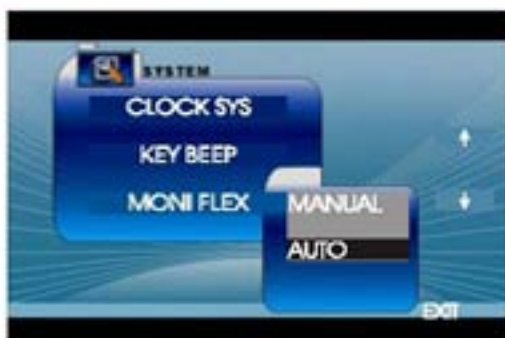 SYSTEM
CLOCK SYS
KEY BEEP
MONI FLEX
MANUAL
AUTO
EXIT